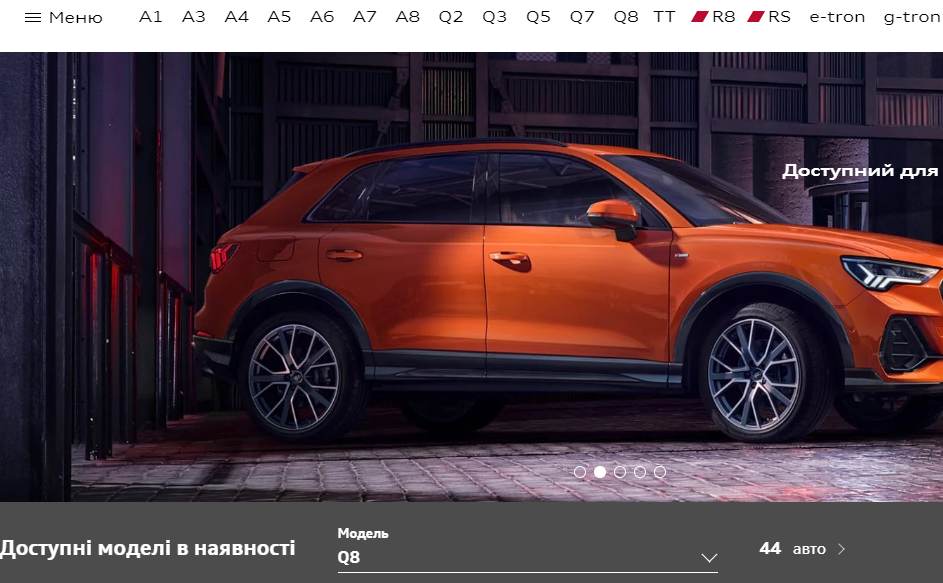 Меню A1 A3 A4 A5 A6 A7 A8 Q2 Q3 Q5 Q7 Q8 TT R8 RS e-tron g-tron
Доступний для
Модель
Доступні моделі в наявності Q8 44 авто